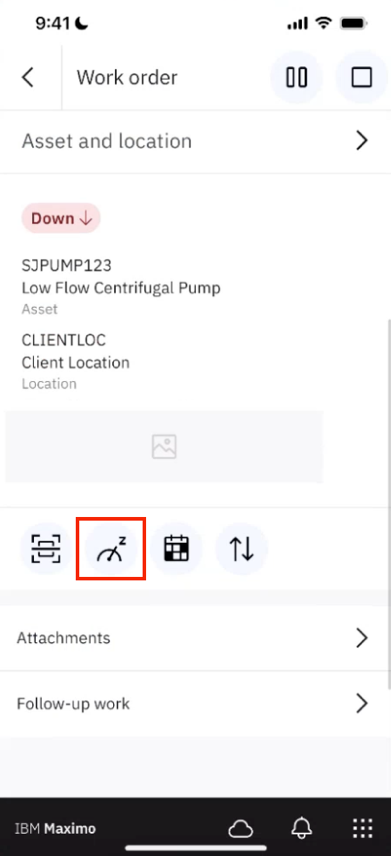 9:41
Work order
Asset and location
Down
SJPUMP123
Low Flow Centrifugal Pump
Asset
CLIENTLOC
Client Location
Location
z
Attachments
Follow-up work
IBM Maximo